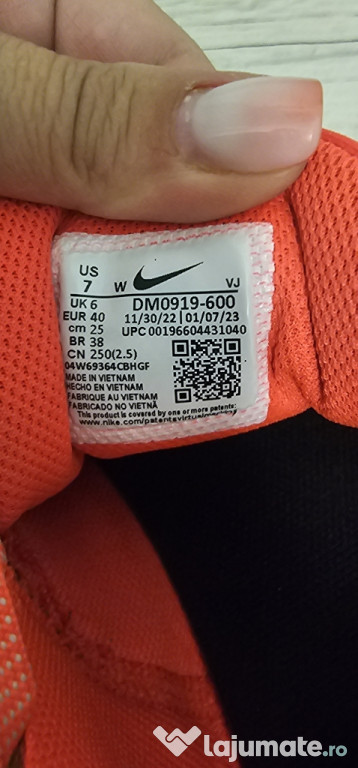 US
7 W VJ
UK 6 DM0919-600
EUR 40 11/30/22 01/07/23
cm 25 UPC 00196604431040
BR 38
CN 250(2.5)
04W69364CBHGF
MADE IN VIETNAM
HECHO EN VIETNAM
FABRIQUE AU VIETNAM
FABRICADO NO VIETNÃ
This product is covered by one or more patents:
www.nike.com/patentsvirtualmarking
Lajumate.ro